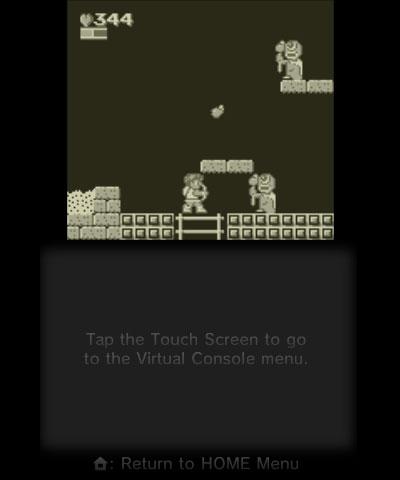 344
Tap the Touch Screen to go
to the Virtual Console menu.
: Return to HOME Menu